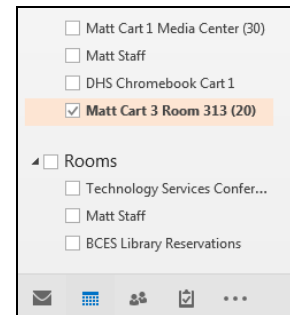 Matt Cart 1 Media Center (30)
Matt Staff
DHS Chromebook Cart 1
Matt Cart 3 Room 313 (20)
Rooms
Technology Services Confer...
Matt Staff
BCES Library Reservations